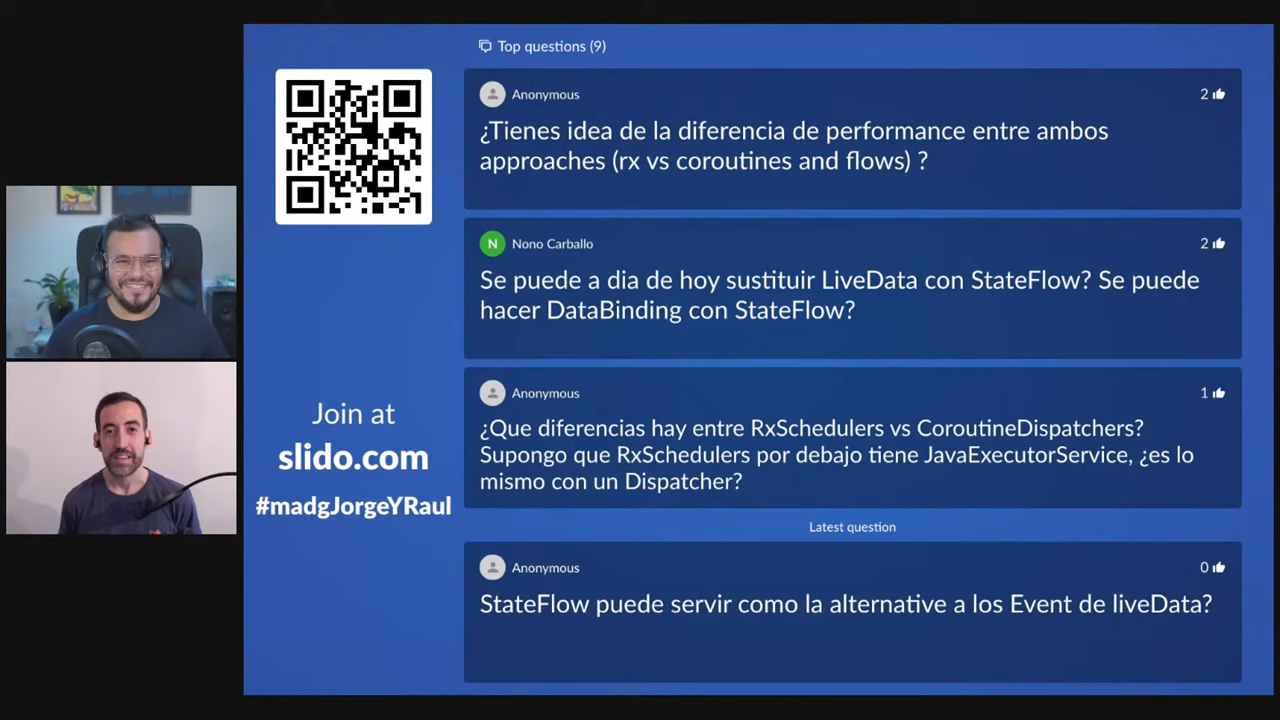 Top questions (9)
Anonymous
2
¿Tienes idea de la diferencia de performance entre ambos
approaches (rx vs coroutines and flows) ?
N
Nono Carballo
2
Se puede a dia de hoy sustituir LiveData con StateFlow? Se puede
hacer DataBinding con StateFlow?
Anonymous
1
¿Que diferencias hay entre RxSchedulers vs CoroutineDispatchers?
Supongo que RxSchedulers por debajo tiene JavaExecutorService, ¿es lo
mismo con un Dispatcher?
Join at
slido.com
#madgJorgeYRaul
Latest question
Anonymous
0
StateFlow puede servir como la alternative a los Event de liveData?